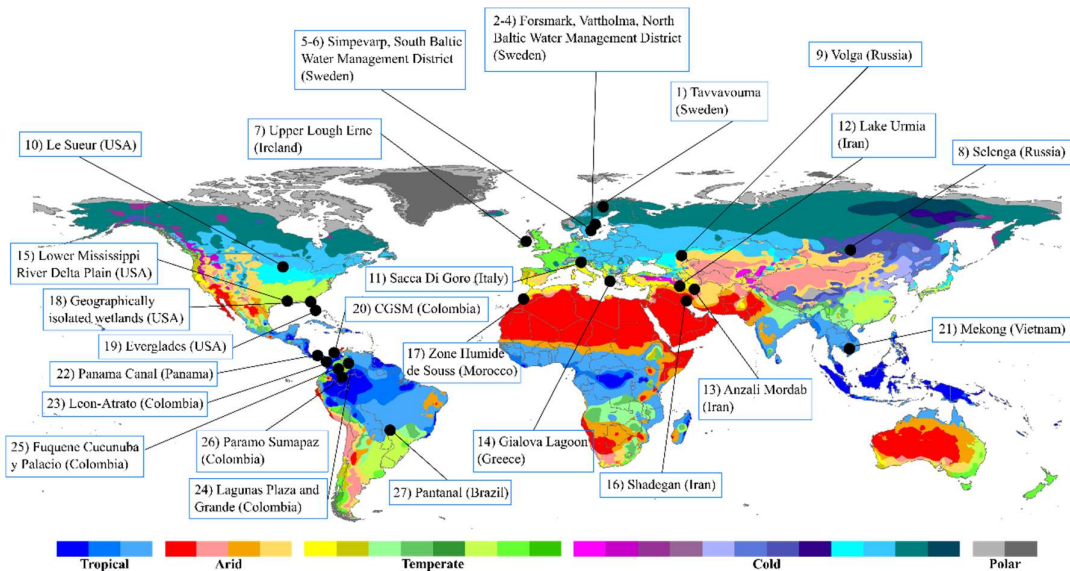 2-4) Forsmark, Vattholma, North
Baltic Water Management District
(Sweden)
5-6) Simpevarp, South Baltic
Water Management District
(Sweden)
9) Volga (Russia)
1) Tavvavouma
(Sweden)
7) Upper Lough Erne
(Ireland)
12) Lake Urmia
(Iran)
10) Le Sueur (USA)
8) Selenga (Russia)
15) Lower Mississippi
River Delta Plain (USA)
11) Sacca Di Goro (Italy)
18) Geographically
isolated wetlands (USA)
20) CGSM (Colombia)
19) Everglades (USA)
21) Mekong (Vietnam)
17) Zone Humide
de Souss (Morocco)
22) Panama Canal (Panama)
13) Anzali Mordab
(Iran)
23) Leon-Atrato (Colombia)
14) Gialova Lagoon
(Greece)
25) Fuquene Cucunuba
y Palacio (Colombia)
26) Paramo Sumapaz
(Colombia)
16) Shadegan (Iran)
24) Lagunas Plaza and
Grande (Colombia)
27) Pantanal (Brazil)
Tropical Arid Temperate Cold Polar